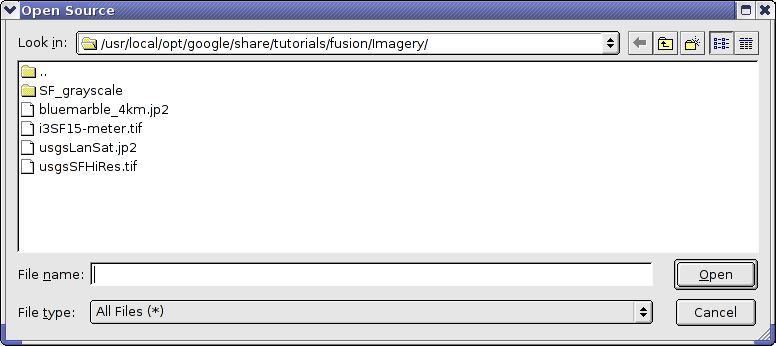 Open Source
Look in: /usr/local/opt/google/share/tutorials/fusion/Imagery/
..
SF_grayscale
bluemarble_4km.jp2
i3SF15-meter.tif
usgsLanSat.jp2
usgsSFHiRes.tif
File name: Open
File type: All Files (*) Cancel